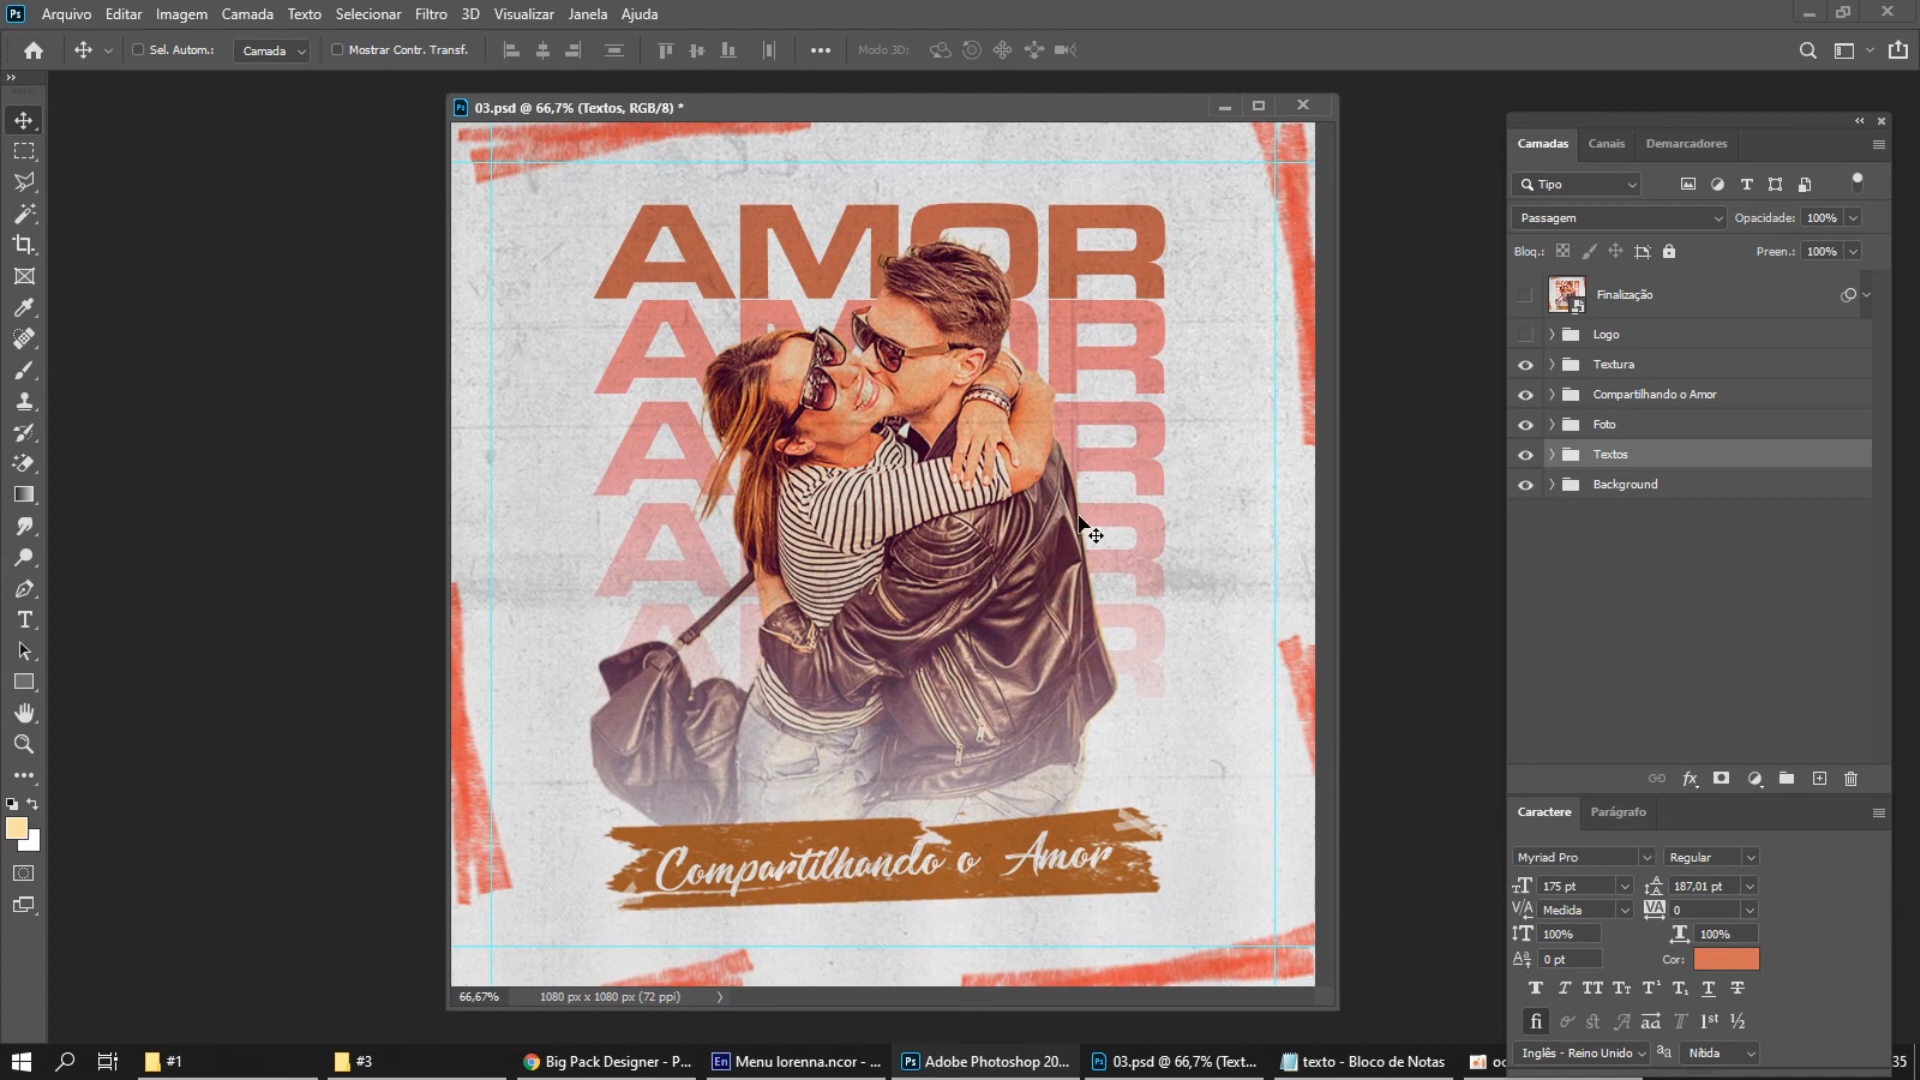 Arquivo Editar Imagem Camada Texto Selecionar Filtro 3D Visualizar Janela Ajuda
Sel. Autom.: Camada Mostrar Contr. Transf. Modo 3D:
03.psd @ 66,7% (Textos, RGB/8) *
AMOR
Compartilhando o Amor
66,67% 1080 px x 1080 px (72 ppi)
Camadas Canais Demarcadores
Tipo
Passagem Opacidade: 100%
Bloq.: Preen.: 100%
Finalização
Logo
Textura
Compartilhando o Amor
Foto
Textos
Background
Caractere Parágrafo
Myriad Pro Regular
175 pt 187,01 pt
Medida 0
100% 100%
0 pt Cor:
Inglês - Reino Unido Nítida
#1 #3 Big Pack Designer - P... Menu lorenna.ncor - ... Adobe Photoshop 20... 03.psd @ 66,7% (Text... texto - Bloco de Notas